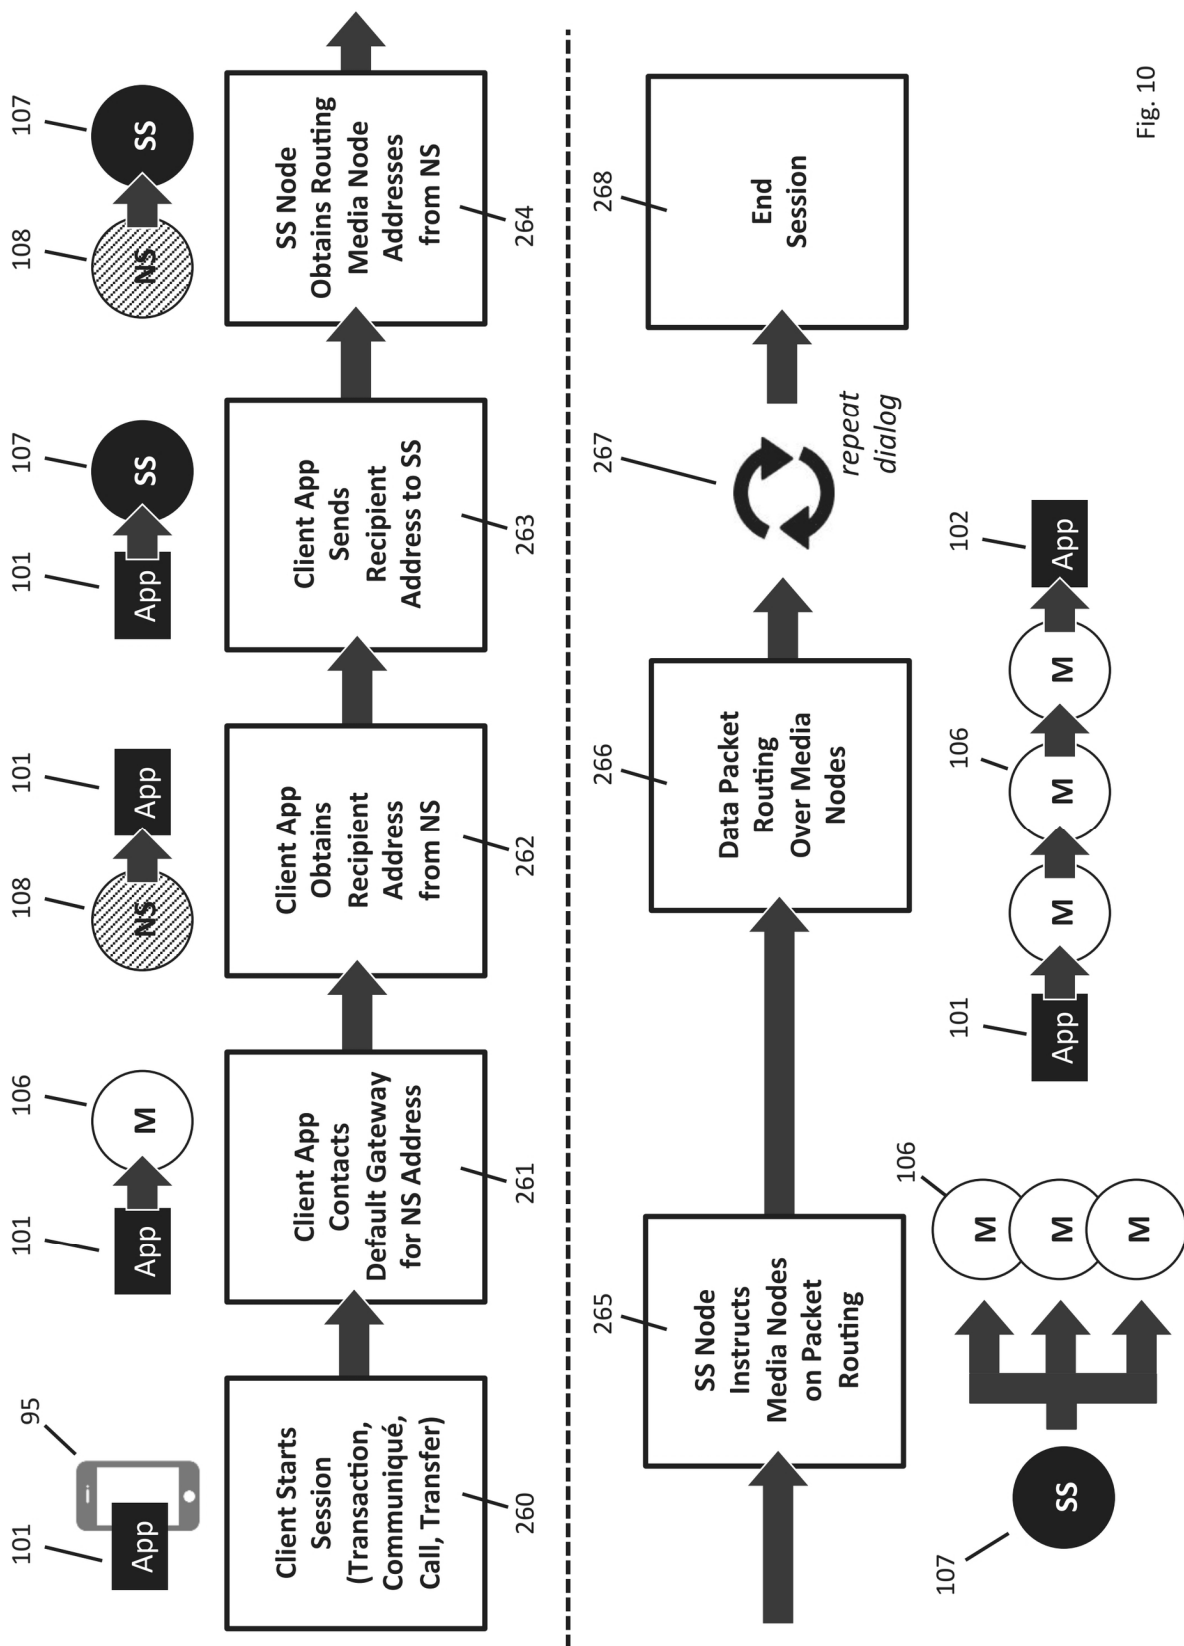 95
101
App
Client Starts
Session
(Transaction,
Communiqué,
Call, Transfer)
260
101
106
App
M
Client App
Contacts
Default Gateway
for NS Address
261
108
101
NS
App
Client App
Obtains
Recipient
Address
from NS
262
101
107
App
SS
Client App
Sends
Recipient
Address to SS
263
108
107
NS
SS
SS Node
Obtains Routing
Media Node
Addresses
from NS
264
265
SS Node
Instructs
Media Nodes
on Packet
Routing
107
SS
106
M
M
M
266
Data Packet
Routing
Over Media
Nodes
101
App
M
106
M
M
102
App
267
repeat
dialog
268
End
Session
Fig. 10